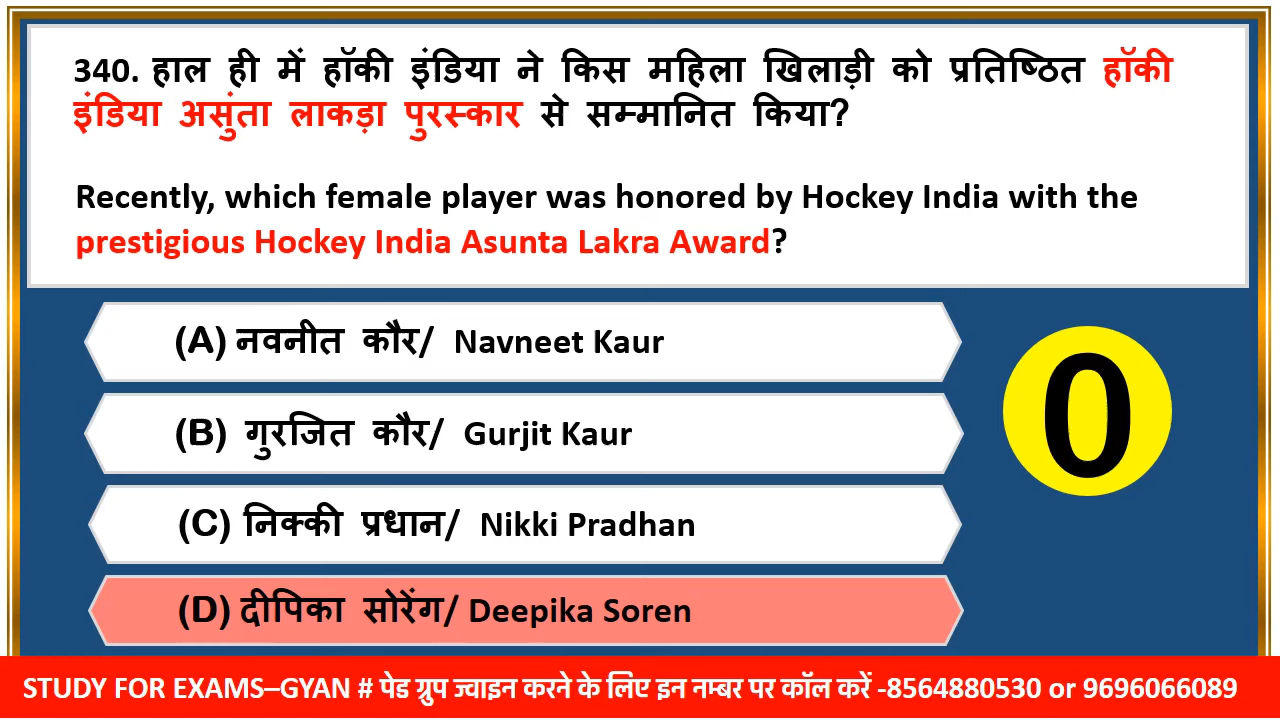 340. हाल ही में हॉकी इंडिया ने किस महिला खिलाड़ी को प्रतिष्ठित हॉकी
इंडिया असुंता लाकड़ा पुरस्कार से सम्मानित किया?
Recently, which female player was honored by Hockey India with the
prestigious Hockey India Asunta Lakra Award?
(A) नवनीत कौर/ Navneet Kaur
(B) गुरजित कौर/ Gurjit Kaur
0
(C) निक्की प्रधान/ Nikki Pradhan
(D) दीपिका सोरेंग/ Deepika Soren
STUDY FOR EXAMS–GYAN # पेड ग्रुप ज्वाइन करने के लिए इन नम्बर पर कॉल करें -8564880530 or 9696066089